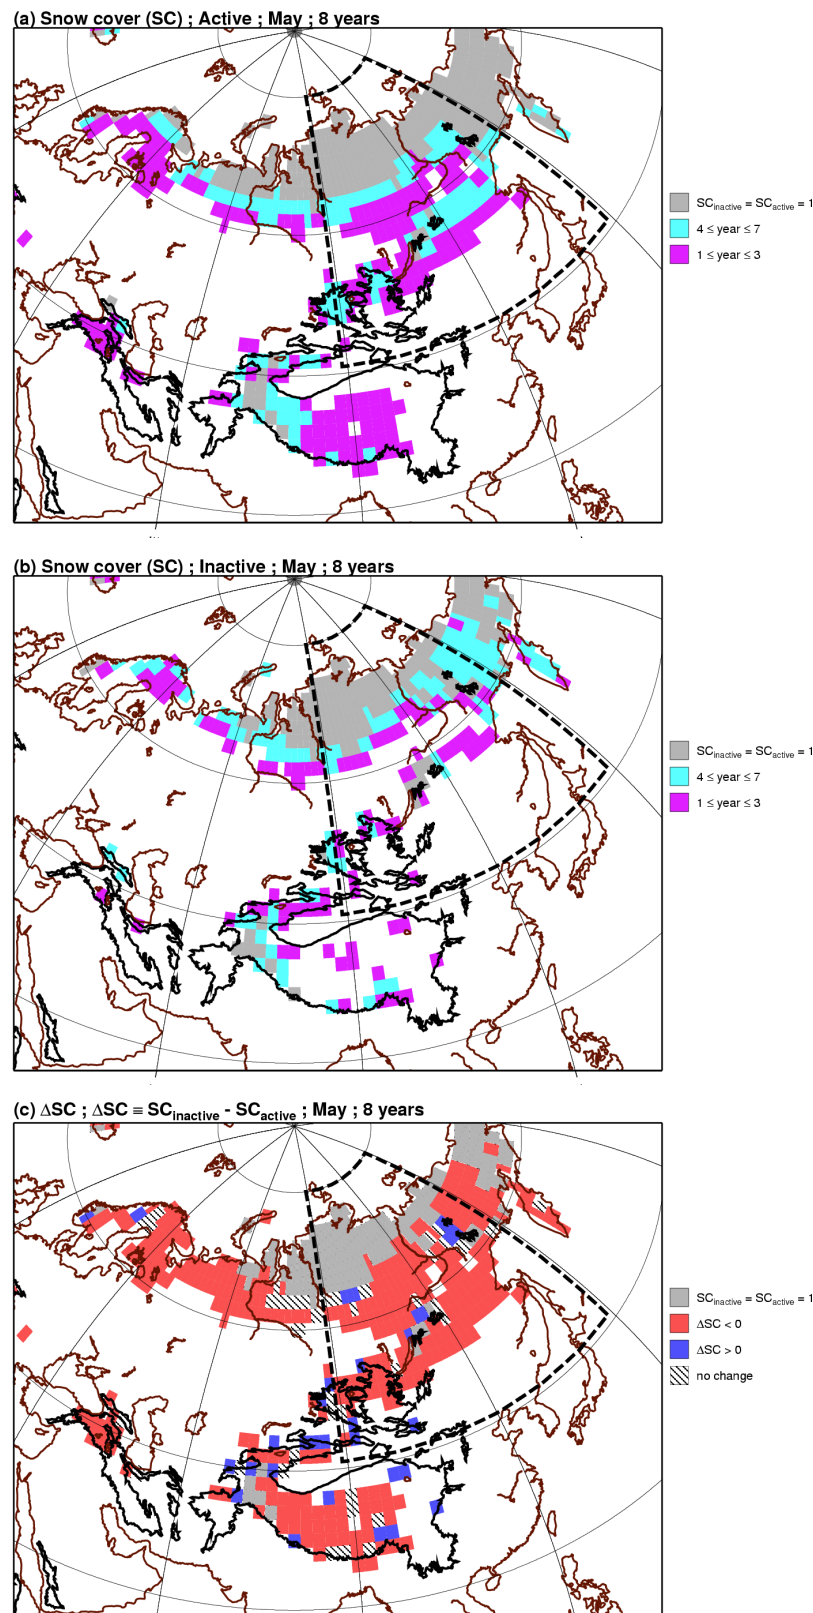 (a) Snow cover (SC) ; Active ; May ; 8 years
SCinactive = SCactive = 1
4 ≤ year ≤ 7
1 ≤ year ≤ 3
(b) Snow cover (SC) ; Inactive ; May ; 8 years
SCinactive = SCactive = 1
4 ≤ year ≤ 7
1 ≤ year ≤ 3
(c) ΔSC ; ΔSC ≡ SCinactive - SCactive ; May ; 8 years
SCinactive = SCactive = 1
ΔSC < 0
ΔSC > 0
no change